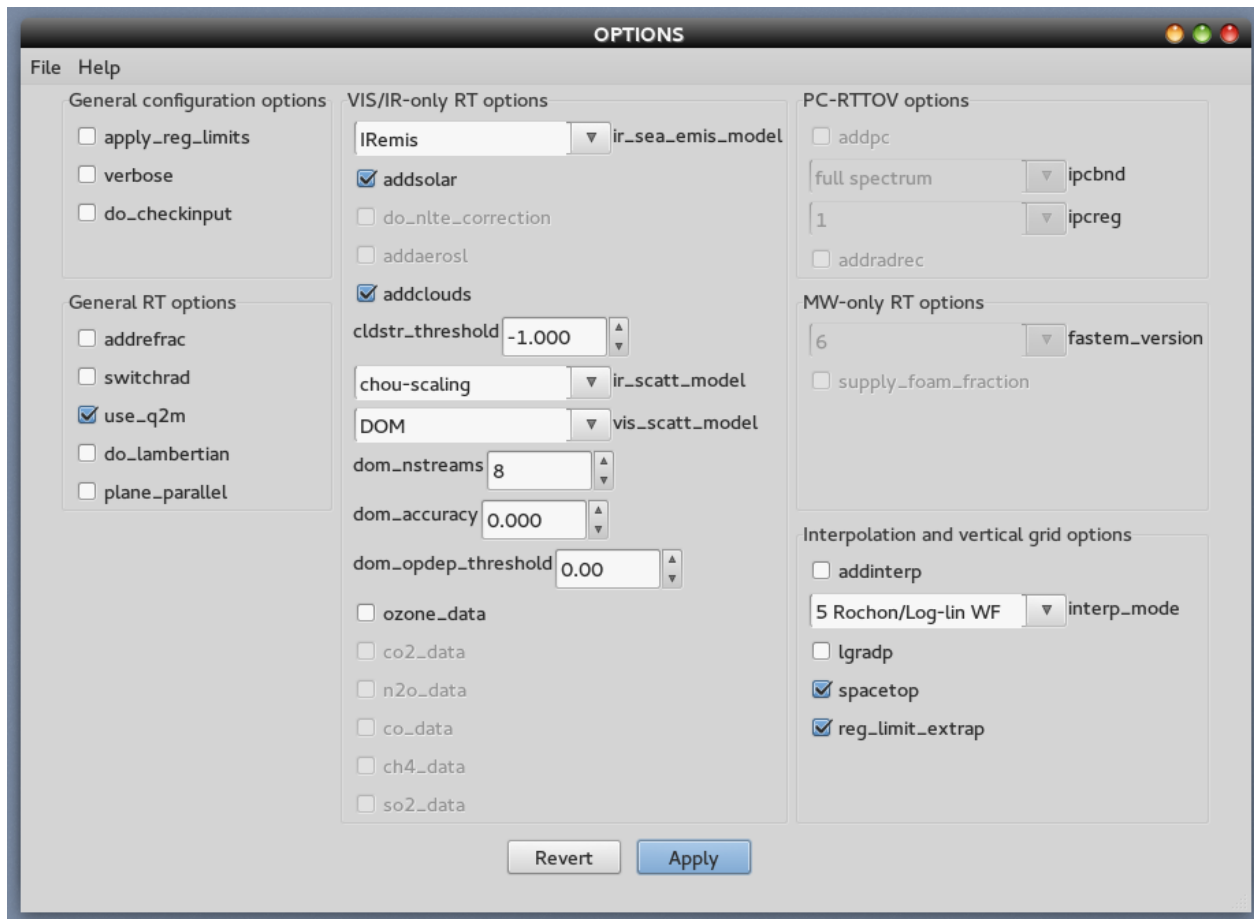 OPTIONS
File Help
General configuration options
apply_reg_limits
verbose
do_checkinput
General RT options
addrefrac
switchrad
use_q2m
do_lambertian
plane_parallel
VIS/IR-only RT options
IRemis ir_sea_emis_model
addsolar
do_nlte_correction
addaerosl
addclouds
cldstr_threshold -1.000
chou-scaling ir_scatt_model
DOM vis_scatt_model
dom_nstreams 8
dom_accuracy 0.000
dom_opdep_threshold 0.00
ozone_data
co2_data
n2o_data
co_data
ch4_data
so2_data
PC-RTTOV options
addpc
full spectrum ipcbnd
1 ipcreg
addradrec
MW-only RT options
6 fastem_version
supply_foam_fraction
Interpolation and vertical grid options
addinterp
5 Rochon/Log-lin WF interp_mode
lgradp
spacetop
reg_limit_extrap
Revert Apply